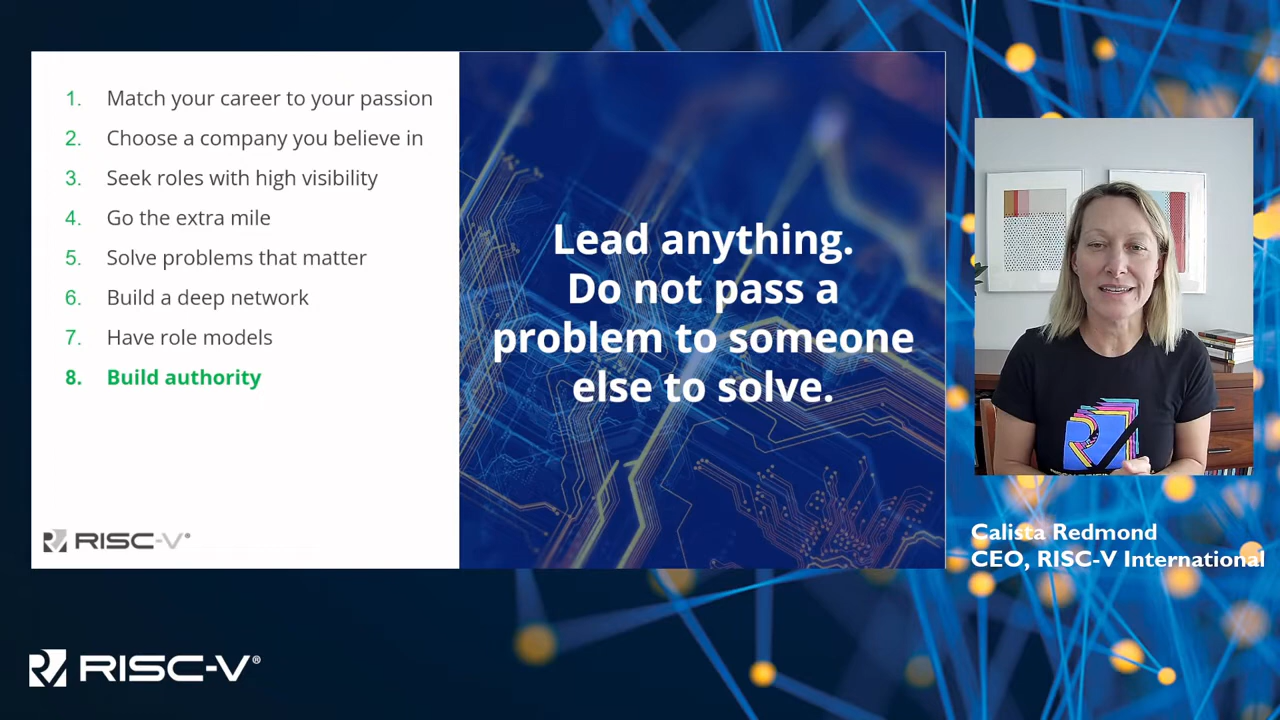 1. Match your career to your passion
2. Choose a company you believe in
3. Seek roles with high visibility
4. Go the extra mile
5. Solve problems that matter
6. Build a deep network
7. Have role models
8. Build authority
RISC-V®
Lead anything.
Do not pass a
problem to someone
else to solve.
Calista Redmond
CEO, RISC-V International
RISC-V®